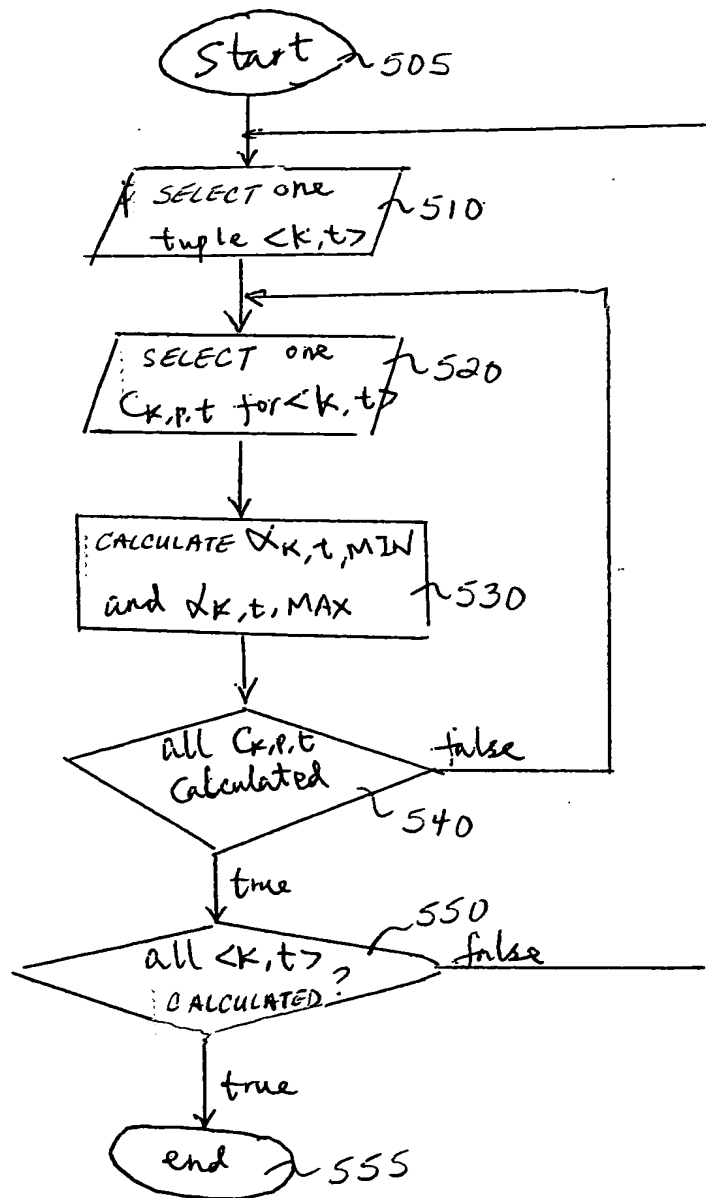 Start
505
SELECT one
tuple <k,t>
510
SELECT one
Ck,p,t for <k,t>
520
CALCULATE αk,t,MIN
and αk,t,MAX
530
all Ck,p,t
calculated
false
540
true
550
all <k,t>
CALCULATED?
false
true
end
555